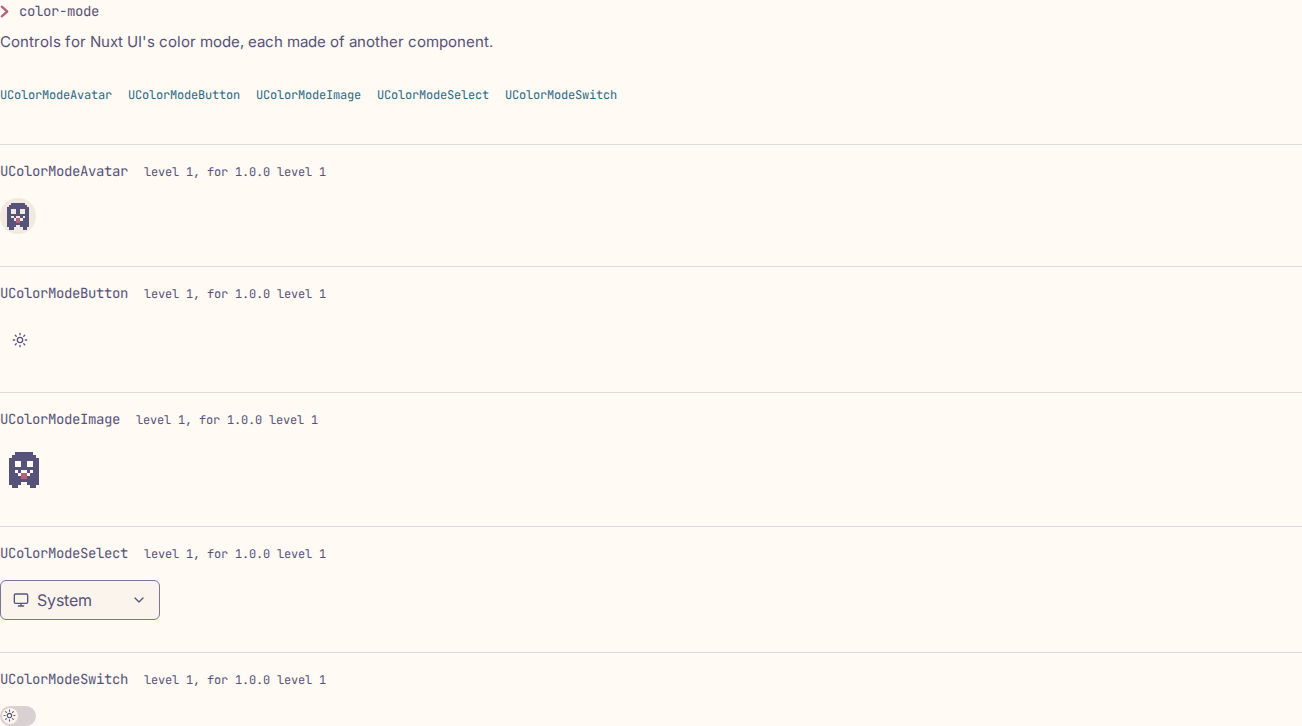 color-mode
Controls for Nuxt UI's color mode, each made of another component.
UColorModeAvatar UColorModeButton UColorModeImage UColorModeSelect UColorModeSwitch
UColorModeAvatar level 1, for 1.0.0 level 1
UColorModeButton level 1, for 1.0.0 level 1
UColorModeImage level 1, for 1.0.0 level 1
UColorModeSelect level 1, for 1.0.0 level 1
System
UColorModeSwitch level 1, for 1.0.0 level 1